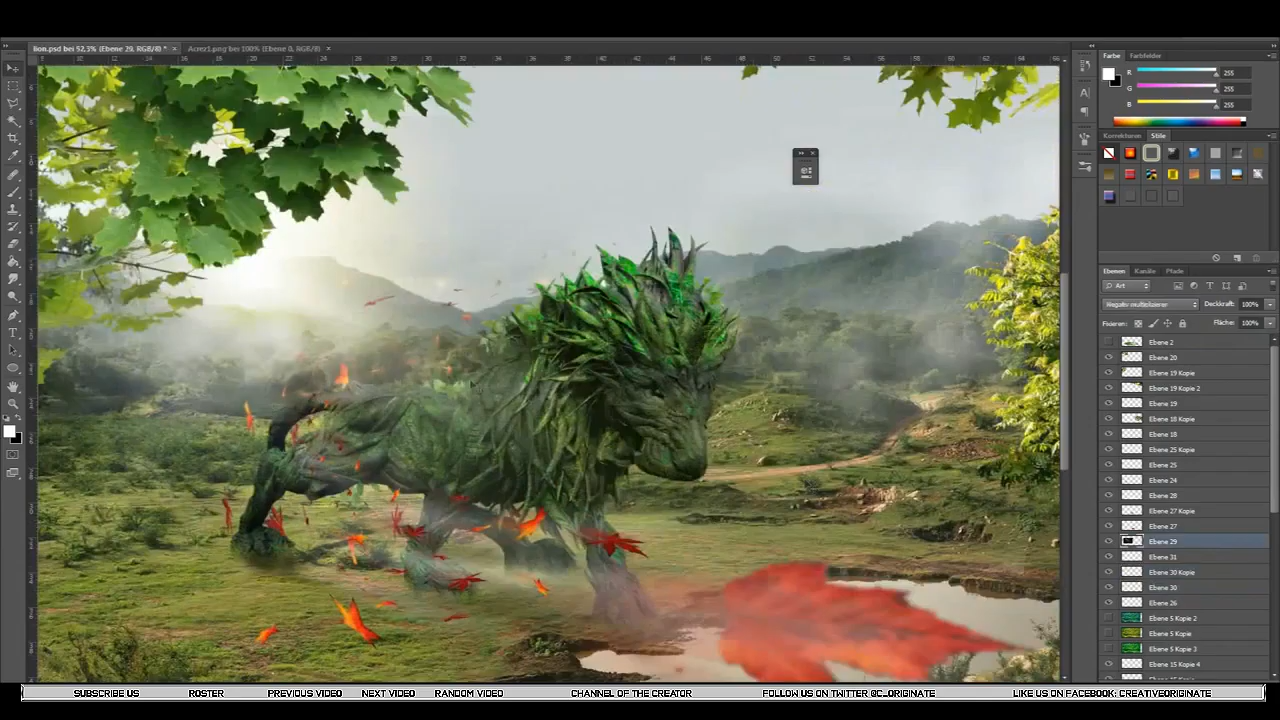 lion.psd bei 52,3% (Ebene 29, RGB/8) * ×
Acrez1.png bei 100% (Ebene 0, RGB/8) ×
Farbe Farbfelder
R 255
G 255
B 255
Korrekturen Stile
Ebenen Kanäle Pfade
Art
Negativ multiplizieren Deckkraft: 100%
Fixieren: Fläche: 100%
Ebene 2
Ebene 20
Ebene 19 Kopie
Ebene 19 Kopie 2
Ebene 19
Ebene 18 Kopie
Ebene 18
Ebene 25 Kopie
Ebene 25
Ebene 24
Ebene 28
Ebene 27 Kopie
Ebene 27
Ebene 29
Ebene 31
Ebene 30 Kopie
Ebene 30
Ebene 26
Ebene 5 Kopie 2
Ebene 5 Kopie
Ebene 5 Kopie 3
Ebene 15 Kopie 4
SUBSCRIBE US ROSTER PREVIOUS VIDEO NEXT VIDEO RANDOM VIDEO CHANNEL OF THE CREATOR FOLLOW US ON TWITTER @C_ORIGINATE LIKE US ON FACEBOOK: CREATIVEORIGINATE